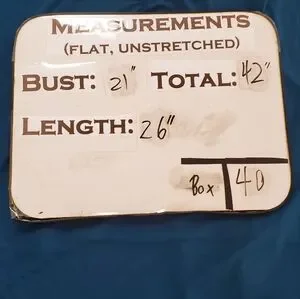 MEASUREMENTS
(FLAT, UNSTRETCHED)
BUST: 21" TOTAL: 42"
LENGTH: 26"
Box 40